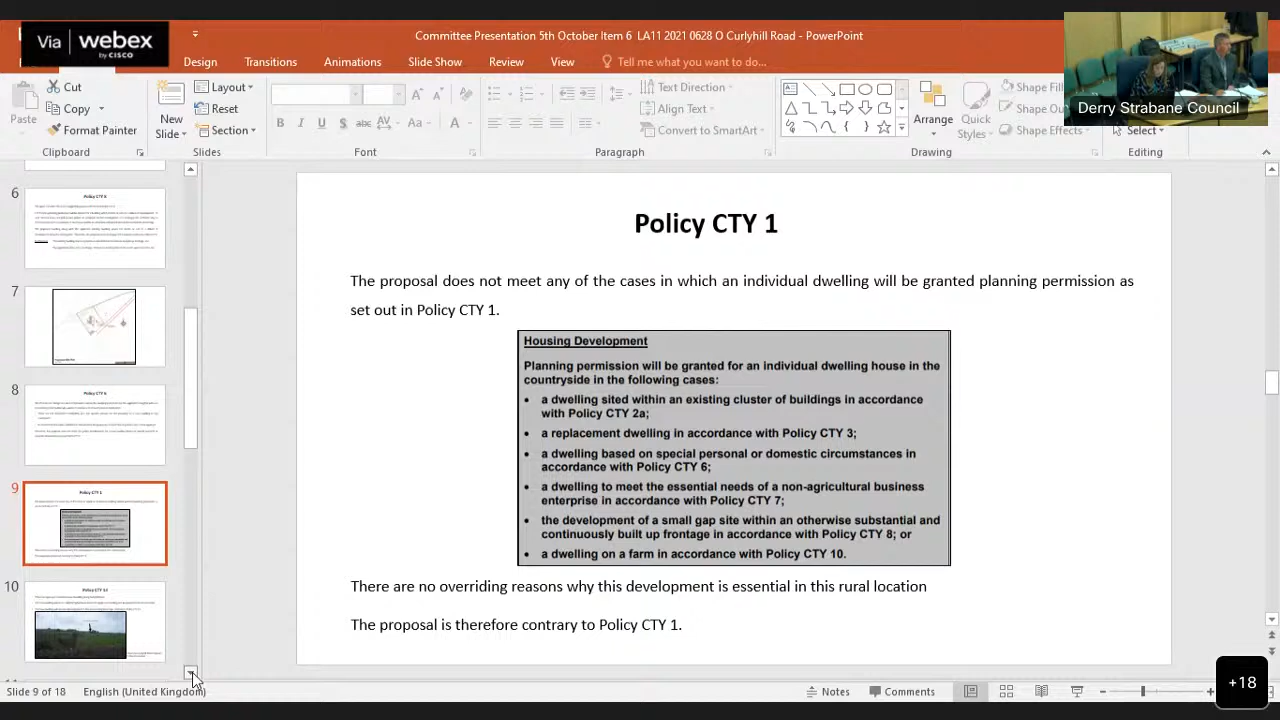 Via webex
by CISCO
Committee Presentation 5th October Item 6 LA11 2021 0628 O Curlyhill Road - PowerPoint
Design Transitions Animations Slide Show Review View Tell me what you want to do...
Cut
Copy
Format Painter
Paste
Clipboard
New
Slide
Layout
Reset
Section
Slides
B I U S abc AV Aa A
Font
Text Direction
Align Text
Convert to SmartArt
Paragraph
Arrange
Quick
Styles
Shape Fill
Shape Ou
Shape Effects
Drawing
Select
Editing
Derry Strabane Council
6
Policy CTY 8
7
8
Policy CTY 6
9
Policy CTY 1
10
Policy CTY 1
The proposal does not meet any of the cases in which an individual dwelling will be granted planning permission as
set out in Policy CTY 1.
Housing Development
Planning permission will be granted for an individual dwelling house in the
countryside in the following cases:
• a dwelling sited within an existing cluster of buildings in accordance
with Policy CTY 2a;
• a replacement dwelling in accordance with Policy CTY 3;
• a dwelling based on special personal or domestic circumstances in
accordance with Policy CTY 6;
• a dwelling to meet the essential needs of a non-agricultural business
enterprise in accordance with Policy CTY 7;
• the development of a small gap site within an otherwise substantial and
continuously built up frontage in accordance with Policy CTY 8; or
• a dwelling on a farm in accordance with Policy CTY 10.
There are no overriding reasons why this development is essential in this rural location
The proposal is therefore contrary to Policy CTY 1.
Slide 9 of 18 English (United Kingdom)
Notes Comments
+18